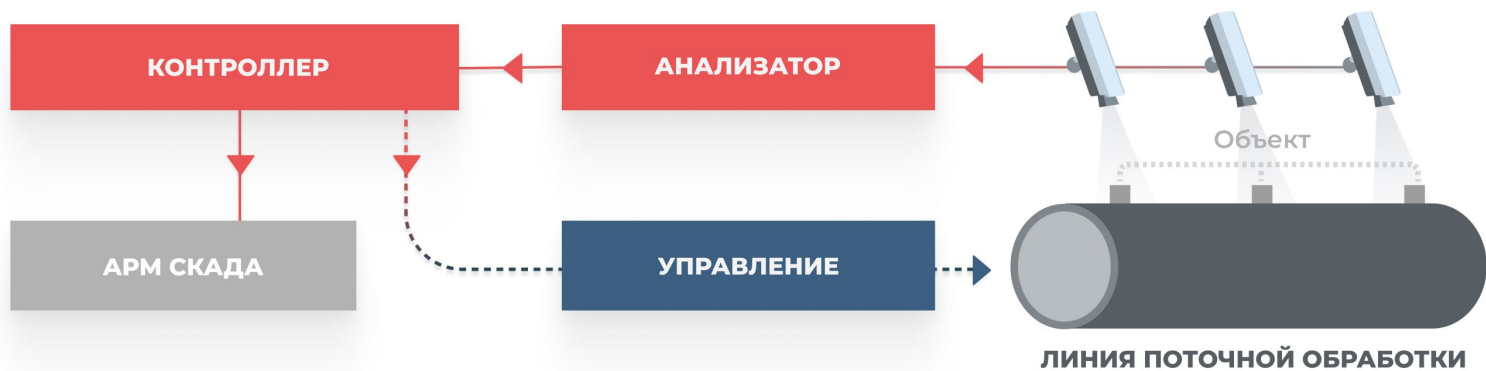 КОНТРОЛЛЕР
АНАЛИЗАТОР
Объект
АРМ СКАДА
УПРАВЛЕНИЕ
ЛИНИЯ ПОТОЧНОЙ ОБРАБОТКИ